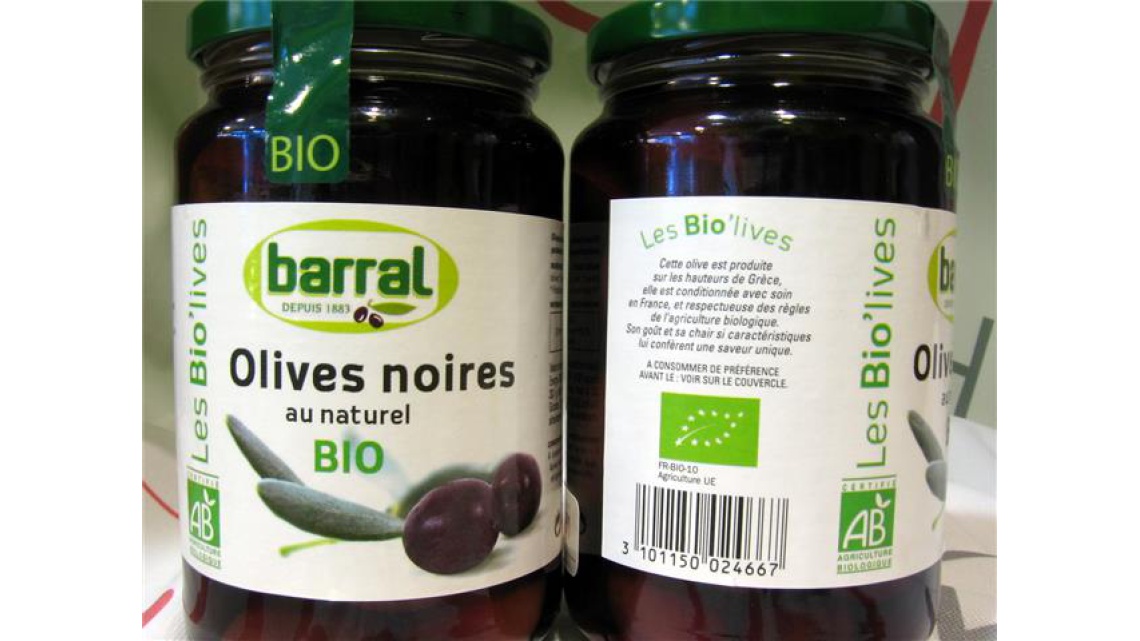 BIO
Les Bio'lives
barral
DEPUIS 1883
Olives noires
au naturel
BIO
CERTIFIÉ
AB
AGRICULTURE
BIOLOGIQUE
Les Bio'lives
Cette olive est produite
sur les hauteurs de Grèce,
elle est conditionnée avec soin
en France, et respectueuse des règles
de l'agriculture biologique.
Son goût et sa chair si caractéristiques
lui confèrent une saveur unique.
A CONSOMMER DE PRÉFÉRENCE
AVANT LE : VOIR SUR LE COUVERCLE.
FR-BIO-10
Agriculture UE
3 101150 024667
Les Bio'lives
CERTIFIÉ
AB
AGRICULTURE
BIOLOGIQUE
BI
ba
Oliv